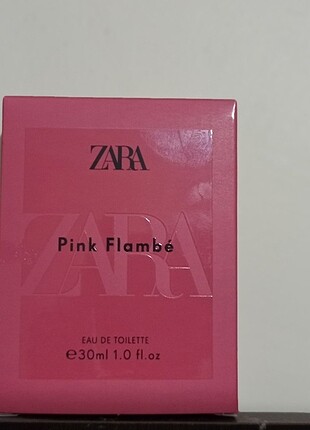 ZARA
ZARA
Pink Flambé
EAU DE TOILETTE
℮30ml 1.0 fl.oz